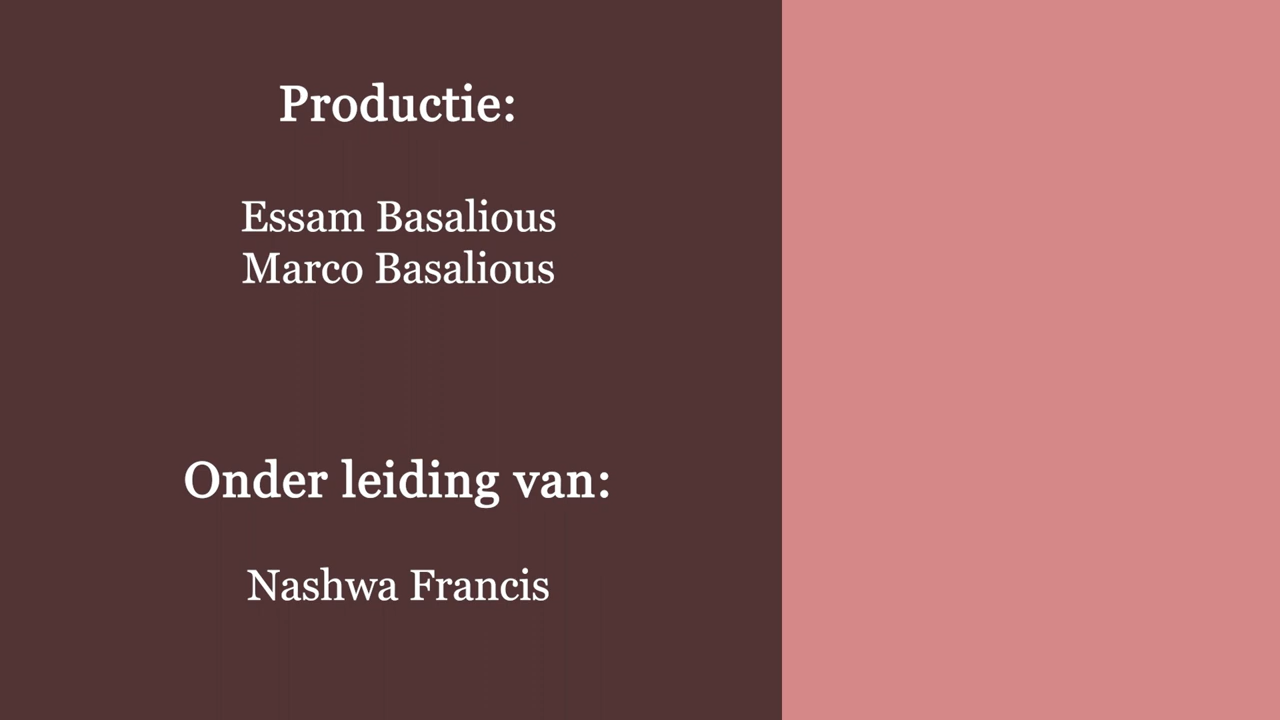 Productie:
Essam Basalious
Marco Basalious
Onder leiding van:
Nashwa Francis